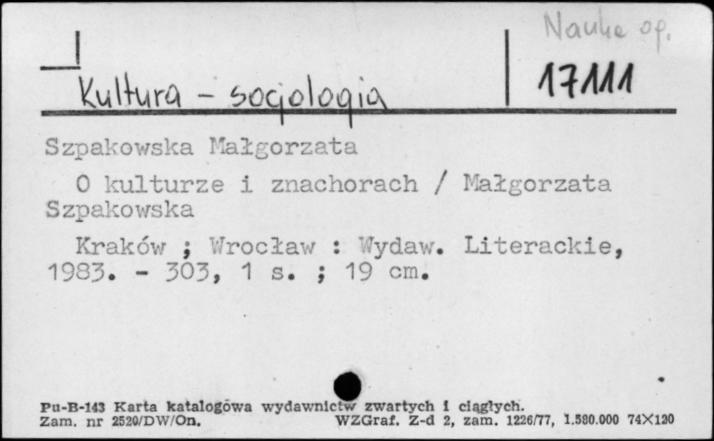 Nauka op.
Kultura - socjologia
17111
Szpakowska Małgorzata
O kulturze i znachorach / Małgorzata
Szpakowska
Kraków ; Wrocław : Wydaw. Literackie,
1983. - 303, 1 s. ; 19 cm.
Pu-B-143 Karta katalogowa wydawnictw zwartych i ciągłych.
Zam. nr 2520/DW/On. WZGraf. Z-d 2, zam. 1226/77, 1.580.000 74X120